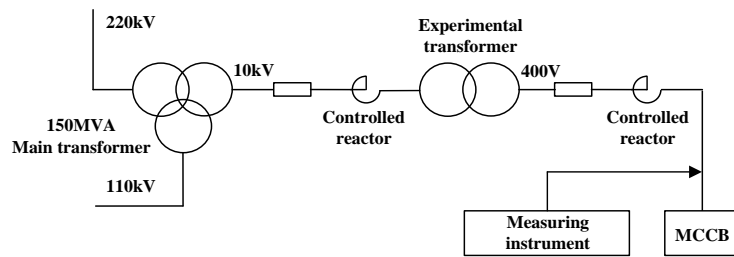 220kV
Experimental
transformer
10kV
400V
150MVA
Main transformer
Controlled
reactor
Controlled
reactor
110kV
Measuring
instrument
MCCB